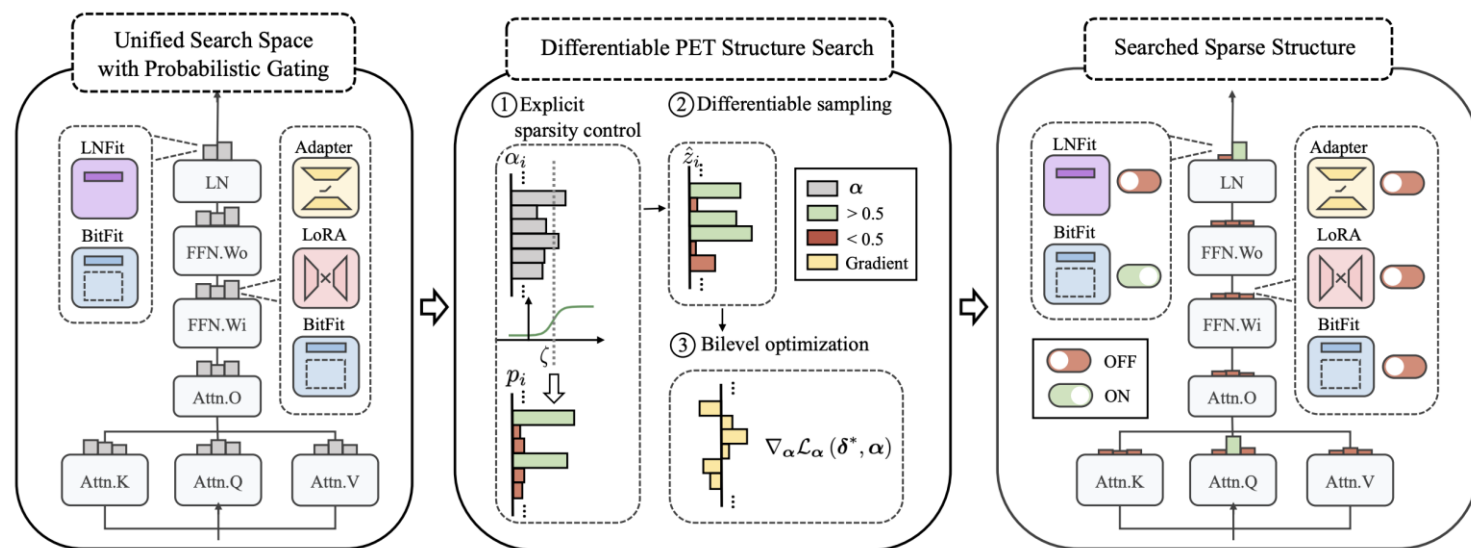 Unified Search Space
with Probabilistic Gating
LNFit
BitFit
Adapter
LoRA
BitFit
LN
FFN.Wo
FFN.Wi
Attn.O
Attn.K
Attn.Q
Attn.V
Differentiable PET Structure Search
① Explicit
sparsity control
αᵢ
ζ
pᵢ
② Differentiable sampling
ẑᵢ
α
> 0.5
< 0.5
Gradient
③ Bilevel optimization
∇_α ℒ_α (δ*, α)
Searched Sparse Structure
LNFit
BitFit
OFF
ON
LN
FFN.Wo
FFN.Wi
Attn.O
Attn.K
Attn.Q
Attn.V
Adapter
LoRA
BitFit